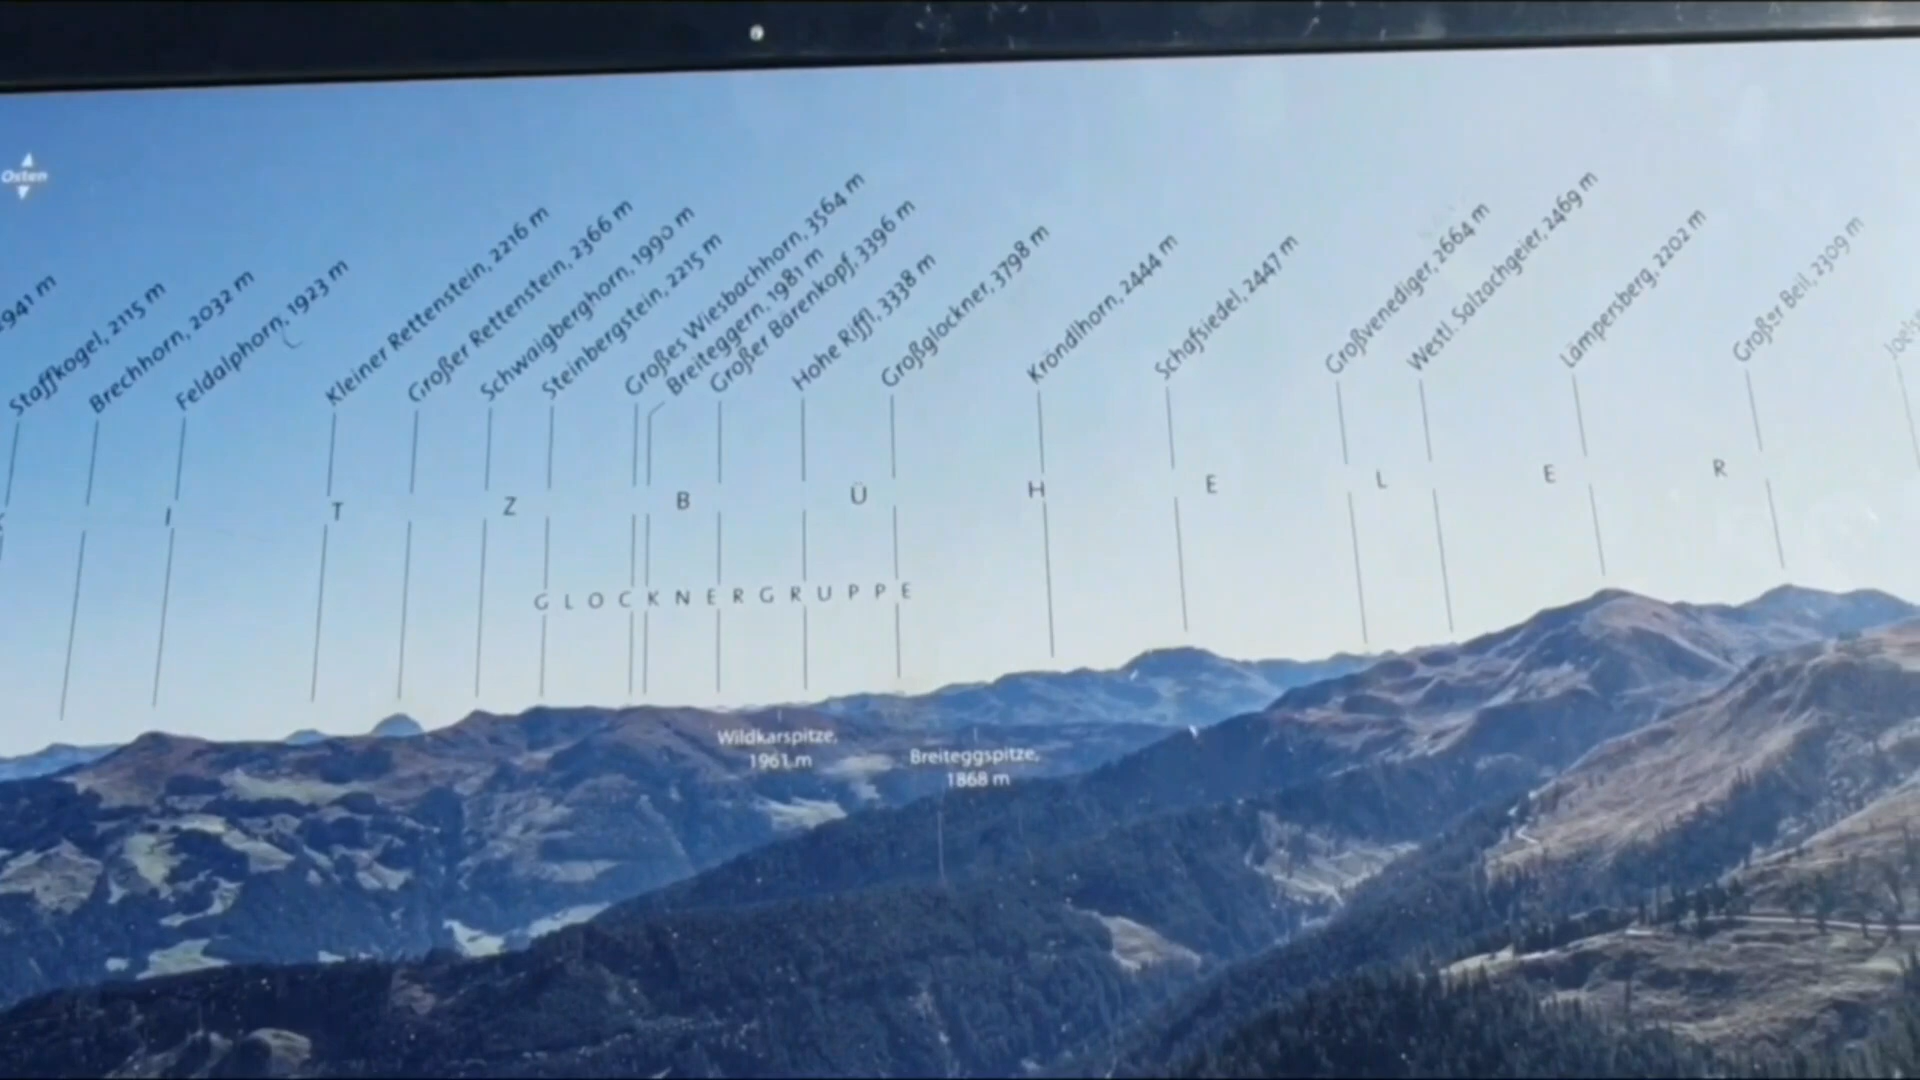 Osten
941 m
Staffkogel, 2115 m
Brechhorn, 2032 m
Feldalphorn, 1923 m
Kleiner Rettenstein, 2216 m
Großer Rettenstein, 2366 m
Schwaigberghorn, 1990 m
Steinbergstein, 2215 m
Großes Wiesbachhorn, 3564 m
Breiteggern, 1981 m
Großer Bärenkopf, 3396 m
Hohe Riffl, 3338 m
Großglockner, 3798 m
Kröndlhorn, 2444 m
Schafsiedel, 2447 m
Großvenediger, 2664 m
Westl. Salzachgeier, 2469 m
Lämpersberg, 2202 m
Großer Beil, 2309 m
I T Z B Ü H E L E R
GLOCKNERGRUPPE
Wildkarspitze,
1961 m
Breiteggspitze,
1868 m